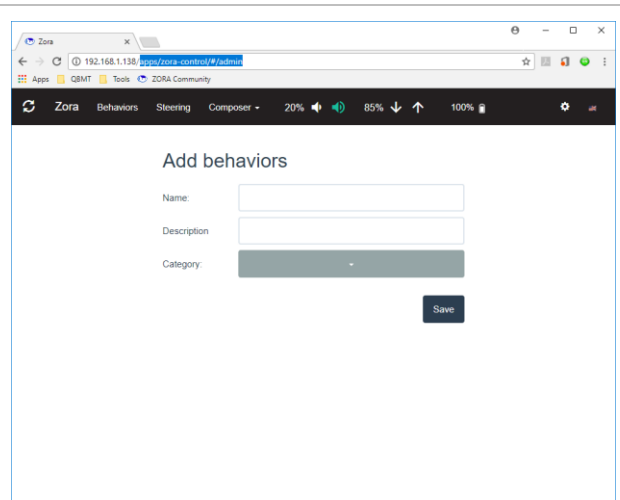 Zora
192.168.1.138/apps/zora-control/#/admin
Apps QBMT Tools ZORA Community
Zora Behaviors Steering Composer 20% 85% 100%
Add behaviors
Name:
Description
Category:
Save